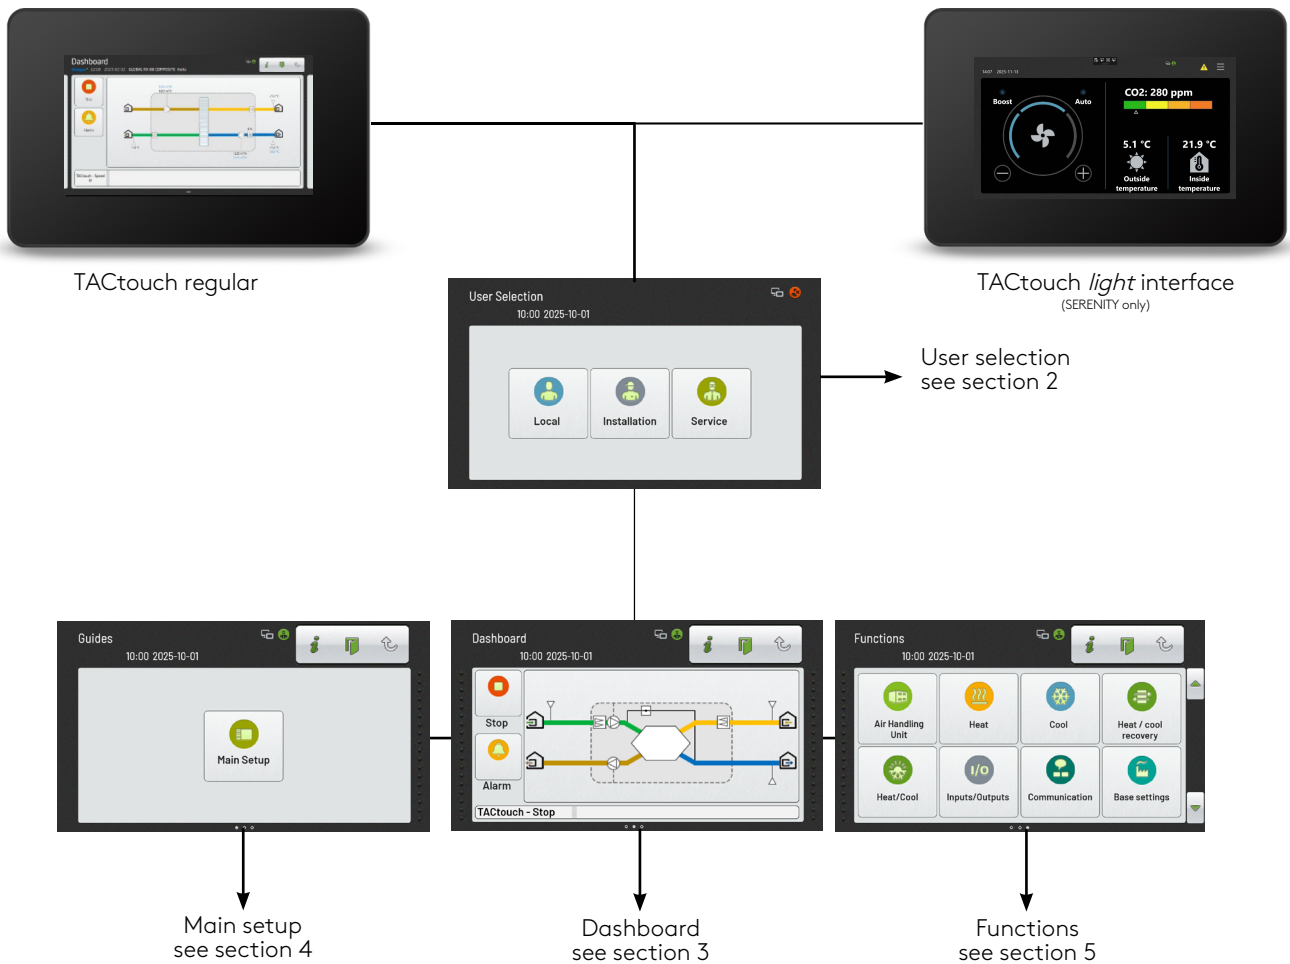 Dashboard
Stop
Alarm
TACtouch - Speed
TACtouch regular
14:07 2025-11-13
Boost
Auto
CO2: 280 ppm
5.1 °C
21.9 °C
Outside
temperature
Inside
temperature
TACtouch light interface
(SERENITY only)
User Selection
10:00 2025-10-01
Local
Installation
Service
User selection
see section 2
Guides
10:00 2025-10-01
Main Setup
Main setup
see section 4
Dashboard
10:00 2025-10-01
Stop
Alarm
TACtouch - Stop
Dashboard
see section 3
Functions
10:00 2025-10-01
Air Handling
Unit
Heat
Cool
Heat / cool
recovery
I/O
Heat/Cool
Inputs/Outputs
Communication
Base settings
Functions
see section 5